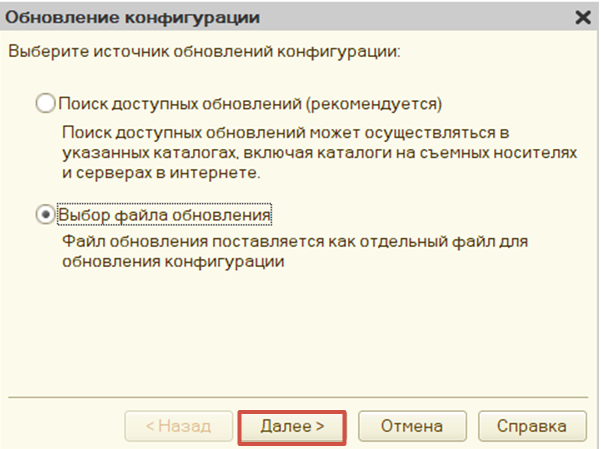 Обновление конфигурации
Выберите источник обновлений конфигурации:
Поиск доступных обновлений (рекомендуется)
Поиск доступных обновлений может осуществляться в
указанных каталогах, включая каталоги на съемных носителях
и серверах в интернете.
Выбор файла обновления
Файл обновления поставляется как отдельный файл для
обновления конфигурации
< Назад Далее > Отмена Справка